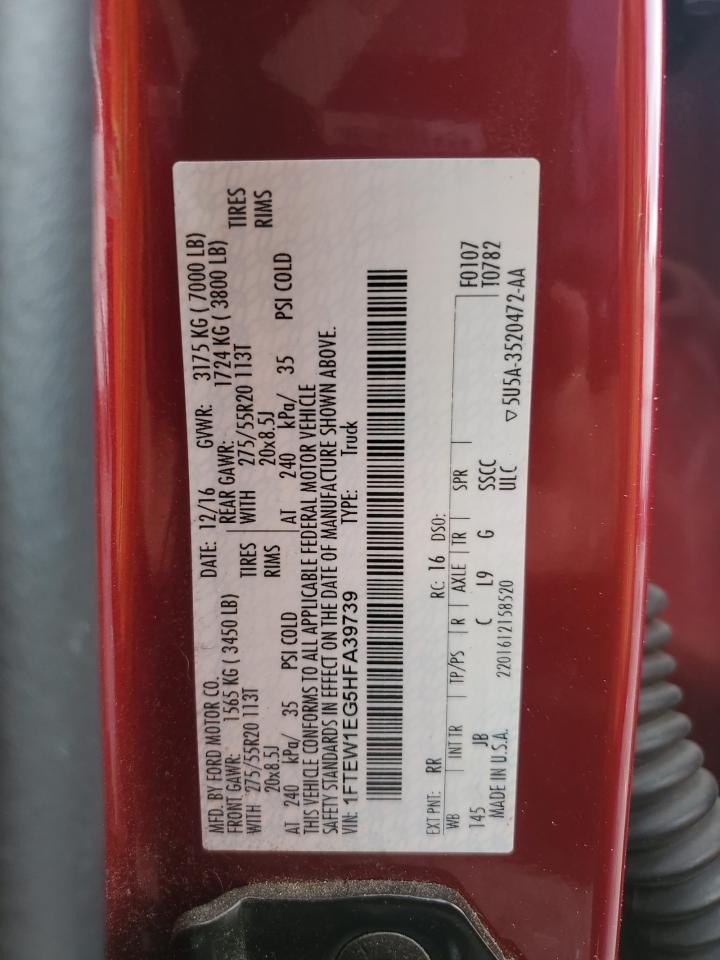 MFD. BY FORD MOTOR CO. DATE: 12/16 GVWR: 3175 KG ( 7000 LB)
FRONT GAWR: 1565 KG ( 3450 LB) REAR GAWR: 1724 KG ( 3800 LB)
WITH 275/55R20 113T TIRES WITH 275/55R20 113T TIRES
20x8.5J RIMS 20x8.5J RIMS
AT 240 kPa/ 35 PSI COLD AT 240 kPa/ 35 PSI COLD
THIS VEHICLE CONFORMS TO ALL APPLICABLE FEDERAL MOTOR VEHICLE
SAFETY STANDARDS IN EFFECT ON THE DATE OF MANUFACTURE SHOWN ABOVE.
VIN: 1FTEW1EG5HFA39739 TYPE: Truck
EXT PNT: RR RC: 16 DSO: F0107
WB INT TR TP/PS R AXLE TR SPR T0782
145 JB C L9 G SSCC
MADE IN U.S.A. 2201612158520 ULC ▽ 5U5A-3520472-AA